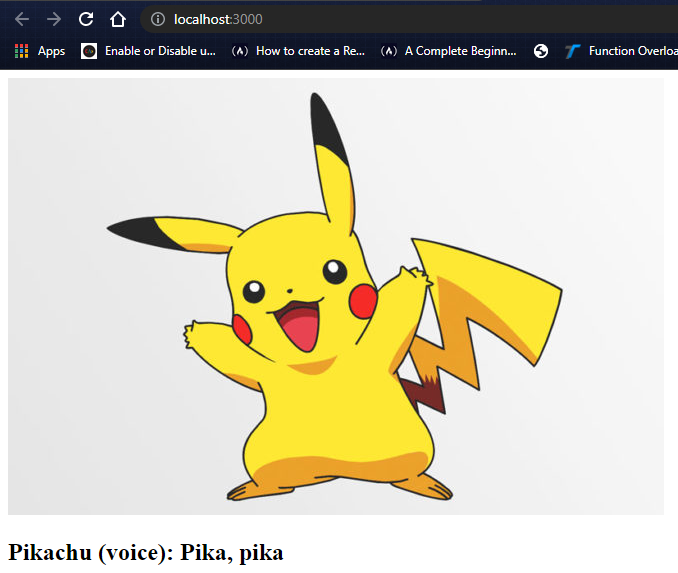 localhost:3000
Apps Enable or Disable u... How to create a Re... A Complete Beginn... Function Overloa
Pikachu (voice): Pika, pika